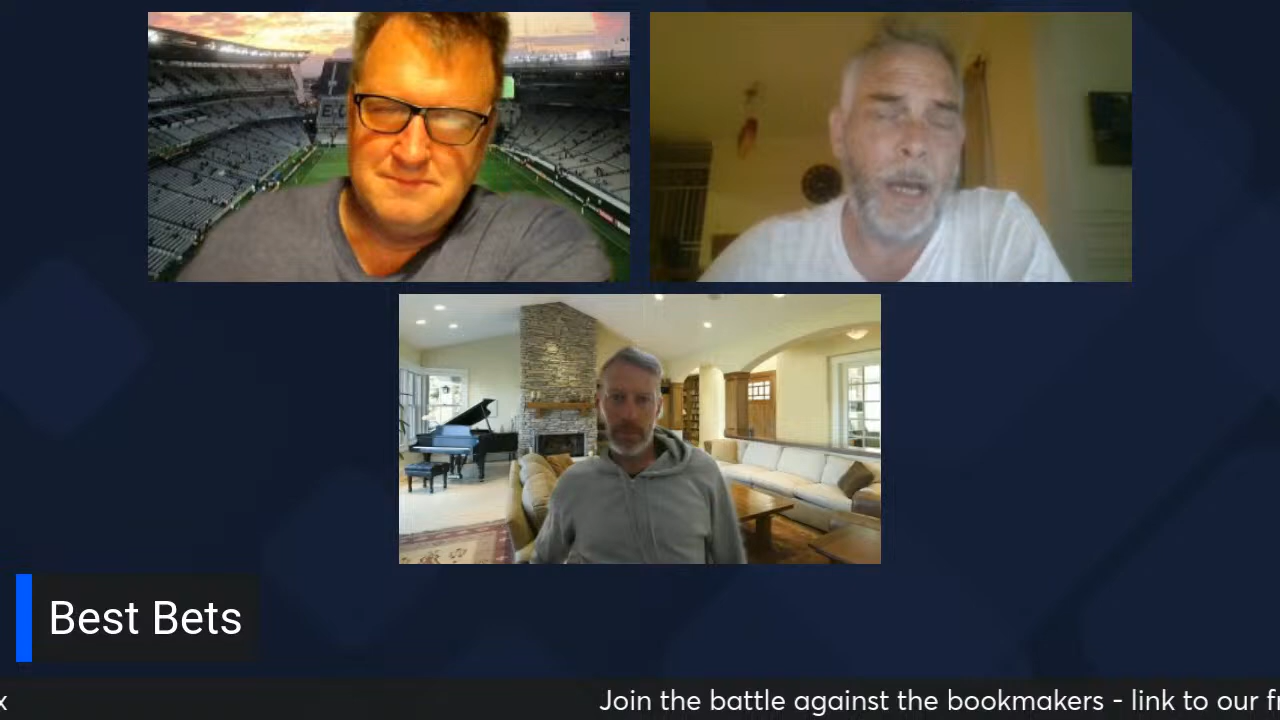 Best Bets
x
Join the battle against the bookmakers - link to our f